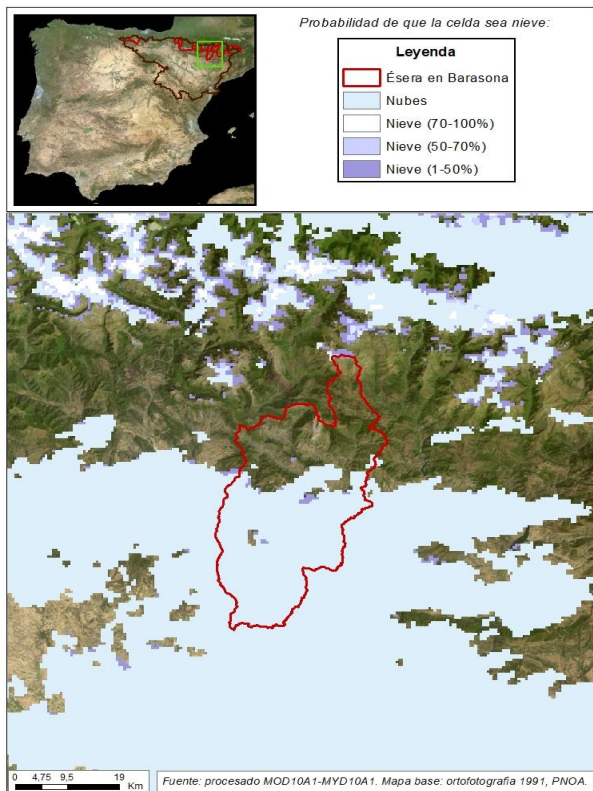 Probabilidad de que la celda sea nieve:
Leyenda
Ésera en Barasona
Nubes
Nieve (70-100%)
Nieve (50-70%)
Nieve (1-50%)
0 4,75 9,5 19
Km
Fuente: procesado MOD10A1-MYD10A1. Mapa base: ortofotografia 1991, PNOA.